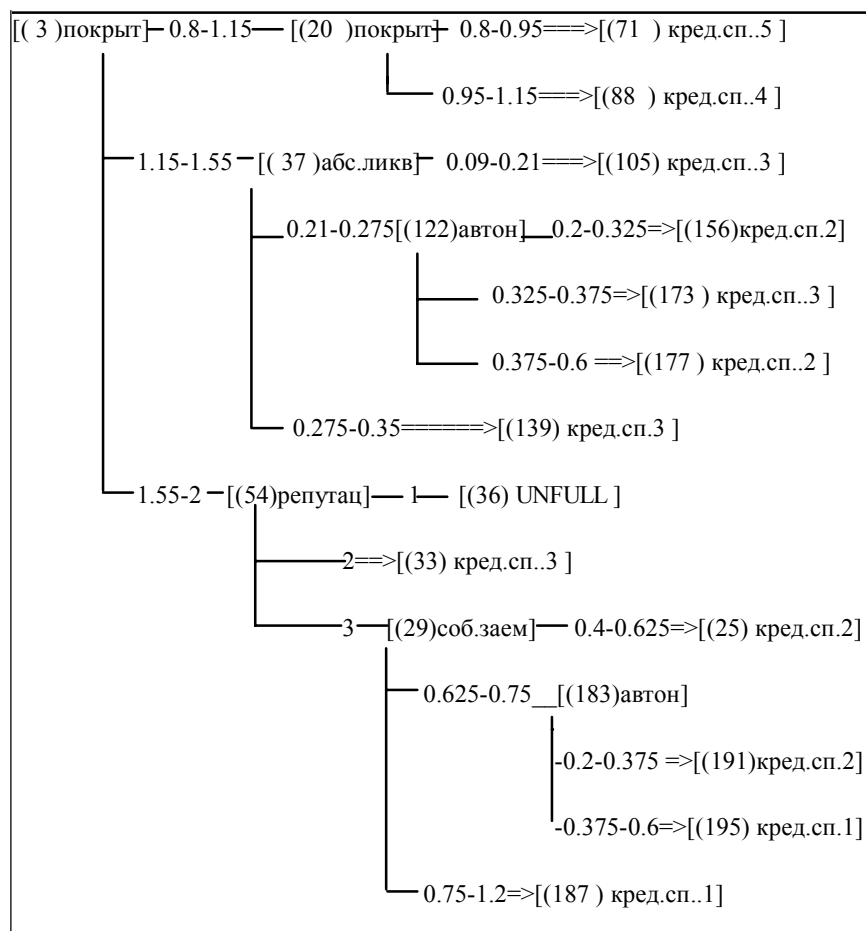 [( 3 )покрыт] 0.8-1.15 [(20 )покрыт] 0.8-0.95===>[(71 ) кред.сп..5 ]
0.95-1.15===>[(88 ) кред.сп..4 ]
1.15-1.55 [( 37 )абс.ликв] 0.09-0.21===>[(105) кред.сп..3 ]
0.21-0.275[(122)автон] 0.2-0.325=>[(156)кред.сп.2]
0.325-0.375=>[(173 ) кред.сп..3 ]
0.375-0.6 ==>[(177 ) кред.сп..2 ]
0.275-0.35======>[(139) кред.сп.3 ]
1.55-2 [(54)репутац] 1 [(36) UNFULL ]
2==>[(33) кред.сп..3 ]
3 [(29)соб.заем] 0.4-0.625=>[(25) кред.сп.2]
0.625-0.75__[(183)автон]
-0.2-0.375 =>[(191)кред.сп.2]
-0.375-0.6=>[(195) кред.сп.1]
0.75-1.2=>[(187 ) кред.сп..1]